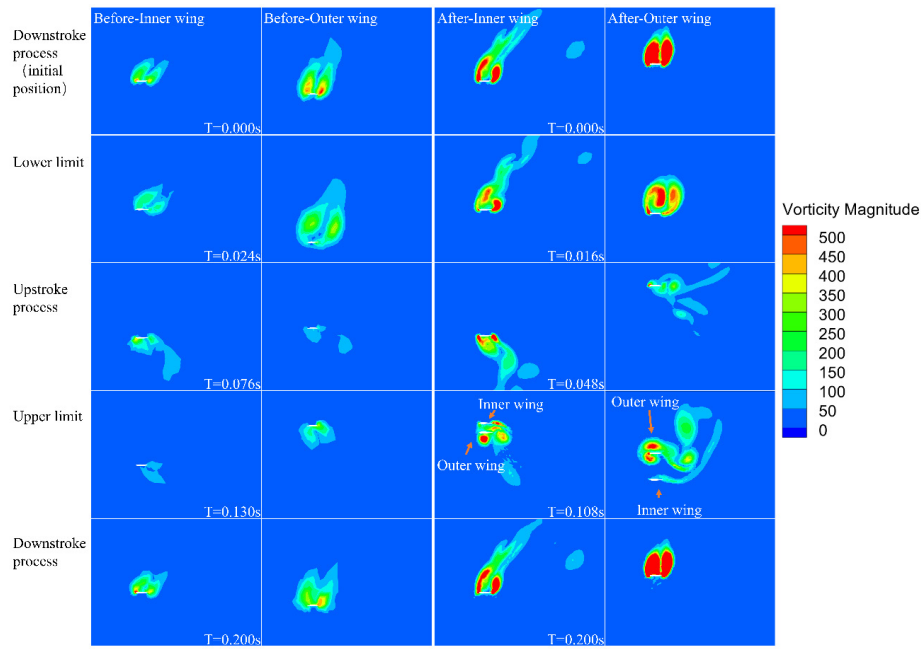 Before-Inner wing
Before-Outer wing
After-Inner wing
After-Outer wing
Downstroke
process
(initial
position)
T=0.000s
T=0.000s
Lower limit
T=0.024s
T=0.016s
Upstroke
process
T=0.076s
T=0.048s
Upper limit
Inner wing
Outer wing
Outer wing
Inner wing
T=0.130s
T=0.108s
Downstroke
process
T=0.200s
T=0.200s
Vorticity Magnitude
500
450
400
350
300
250
200
150
100
50
0